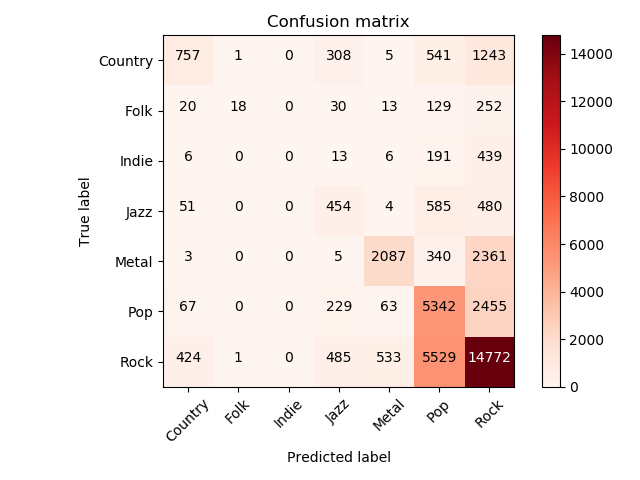 Confusion matrix
True label
Country 757 1 0 308 5 541 1243
Folk 20 18 0 30 13 129 252
Indie 6 0 0 13 6 191 439
Jazz 51 0 0 454 4 585 480
Metal 3 0 0 5 2087 340 2361
Pop 67 0 0 229 63 5342 2455
Rock 424 1 0 485 533 5529 14772
Country Folk Indie Jazz Metal Pop Rock
Predicted label
14000
12000
10000
8000
6000
4000
2000
0